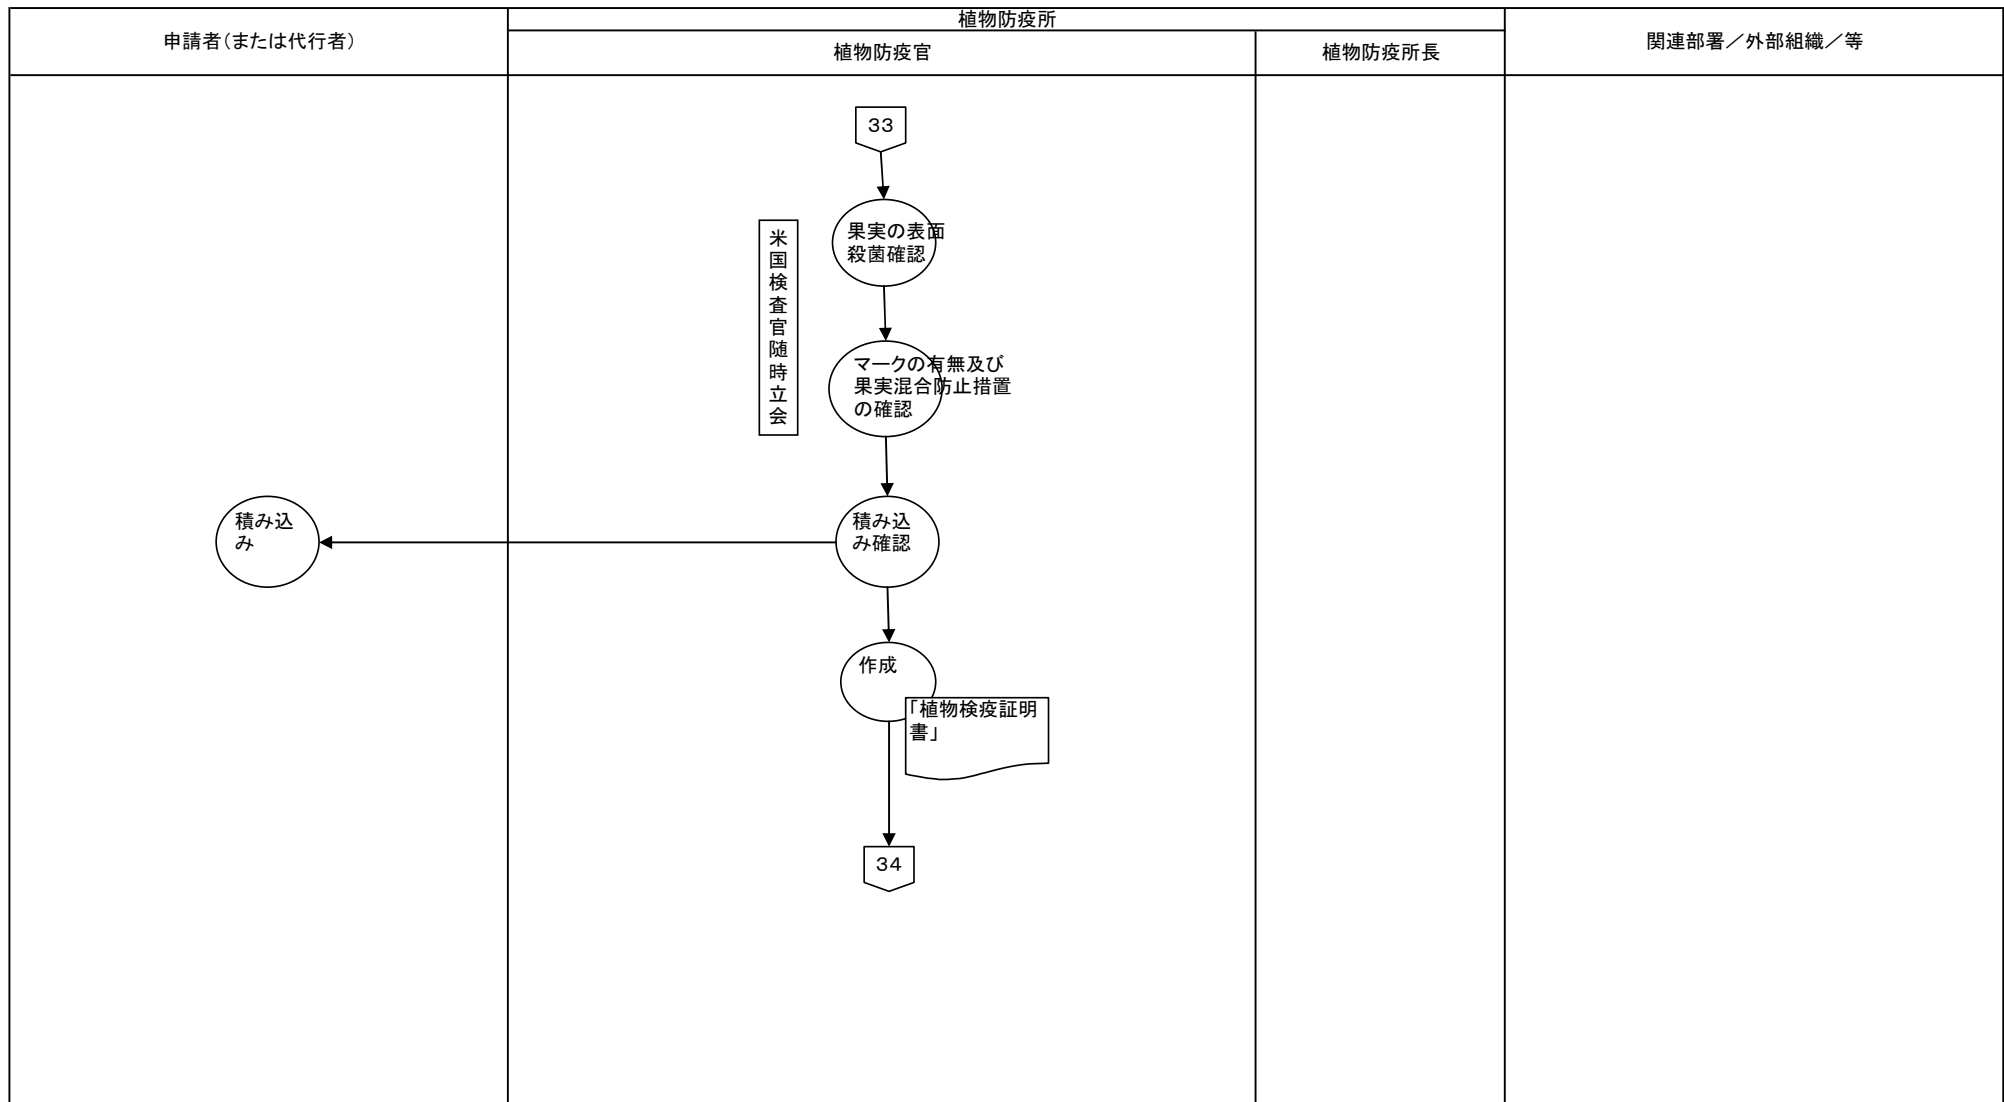 植物防疫所
申請者（または代行者）
植物防疫官
植物防疫所長
関連部署／外部組織／等
33
果実の表面
殺菌確認
米国検査官随時立会
マークの有無及び
果実混合防止措置
の確認
積み込
み
積み込
み確認
作成
「植物検疫証明
書」
34